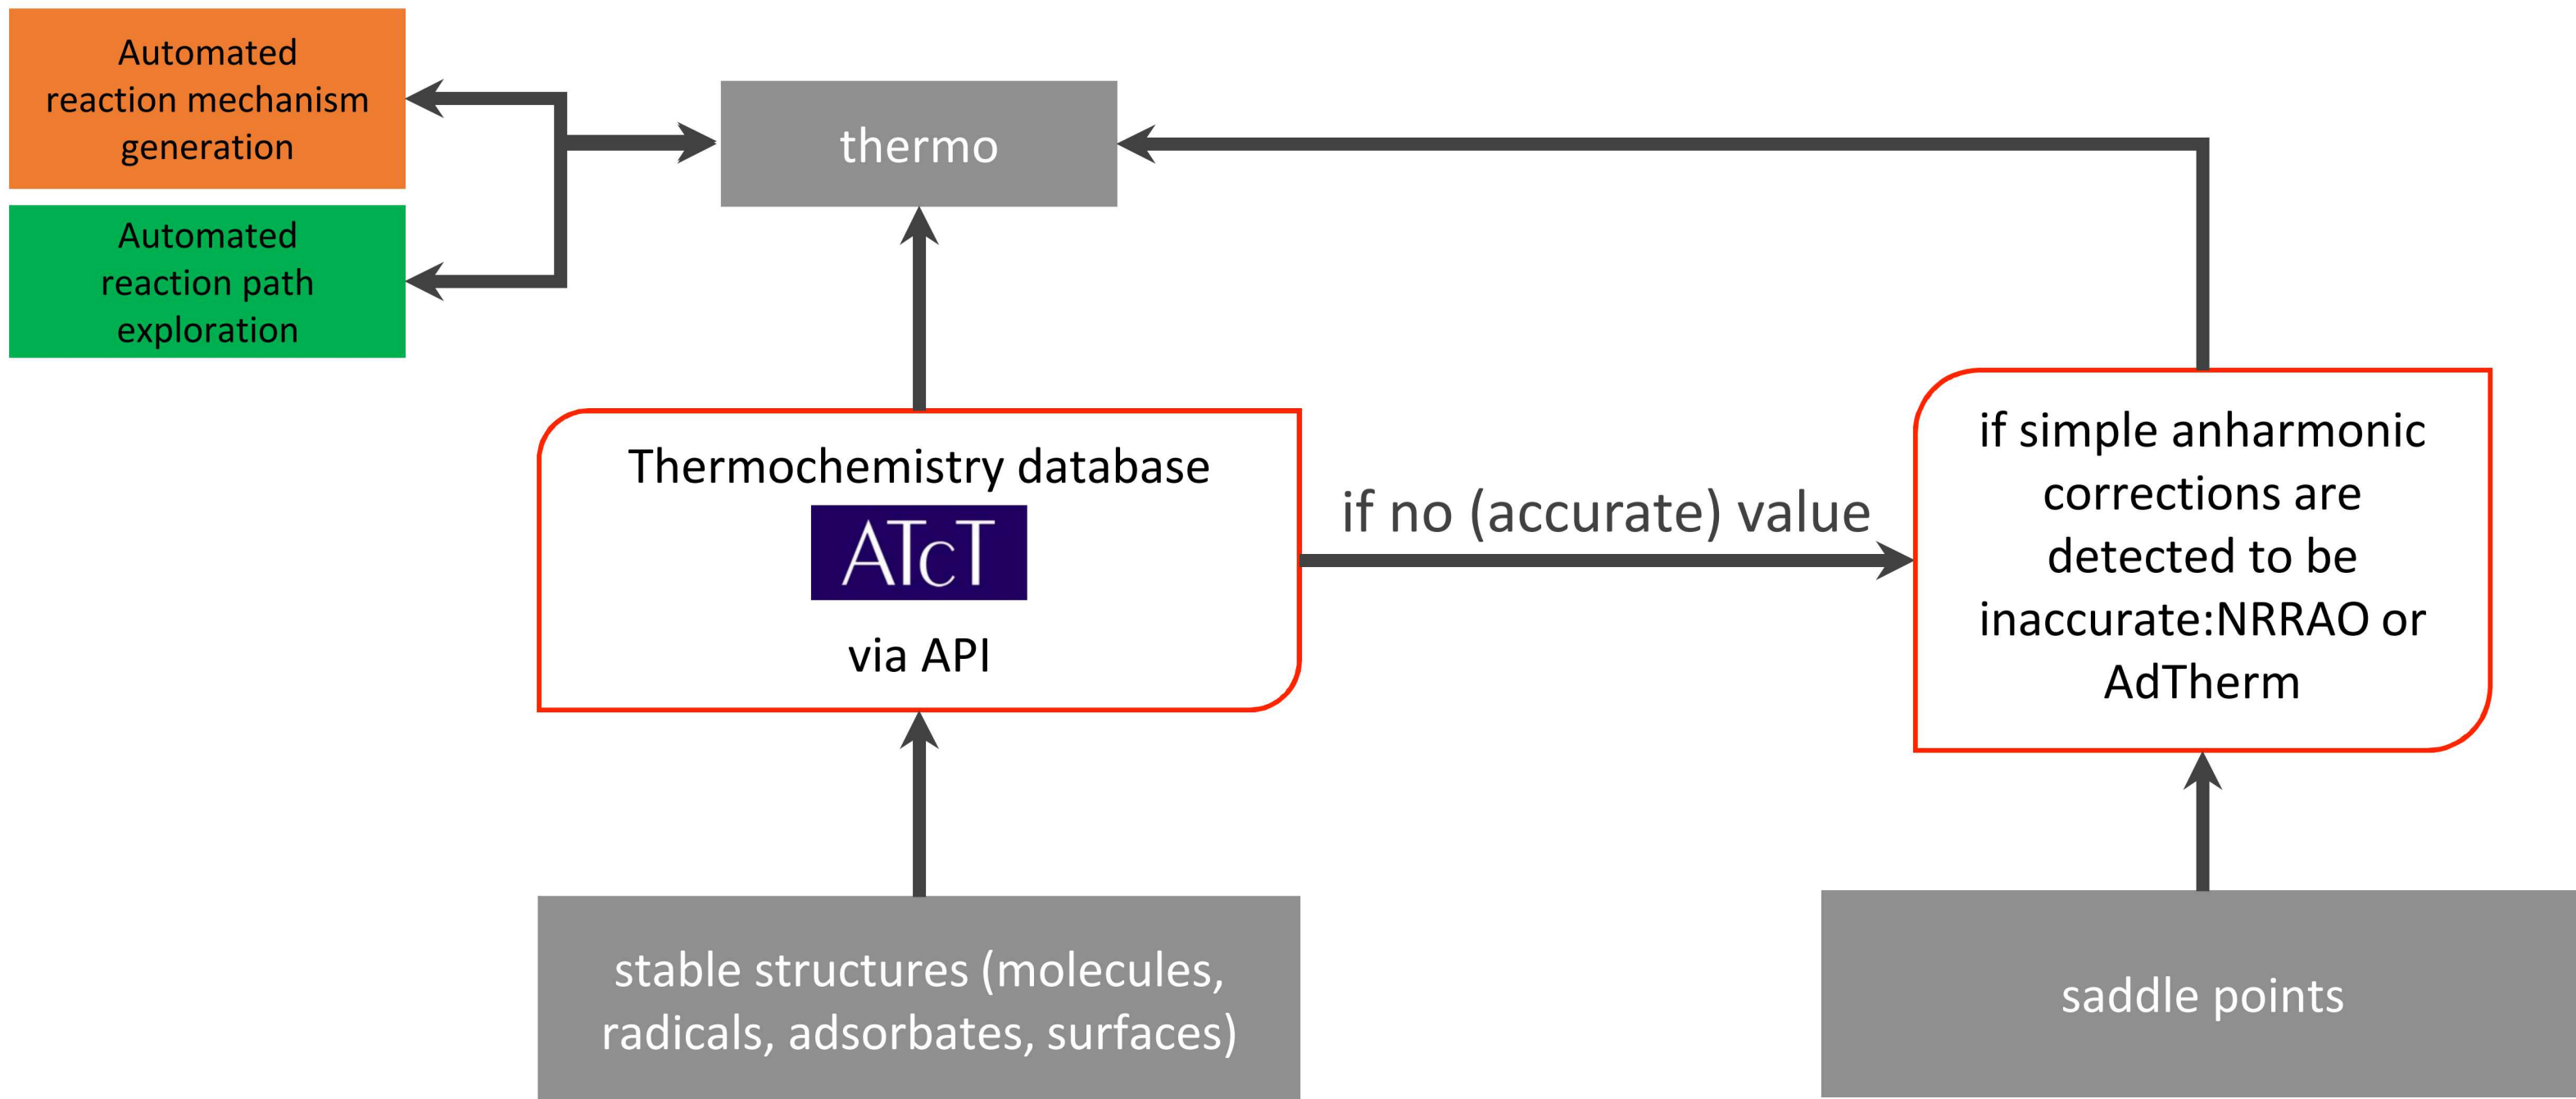 Automated
reaction mechanism
generation
thermo
Automated
reaction path
exploration
Thermochemistry database
ATcT
via API
if no (accurate) value
if simple anharmonic
corrections are
detected to be
inaccurate:NRRAO or
AdTherm
stable structures (molecules,
radicals, adsorbates, surfaces)
saddle points